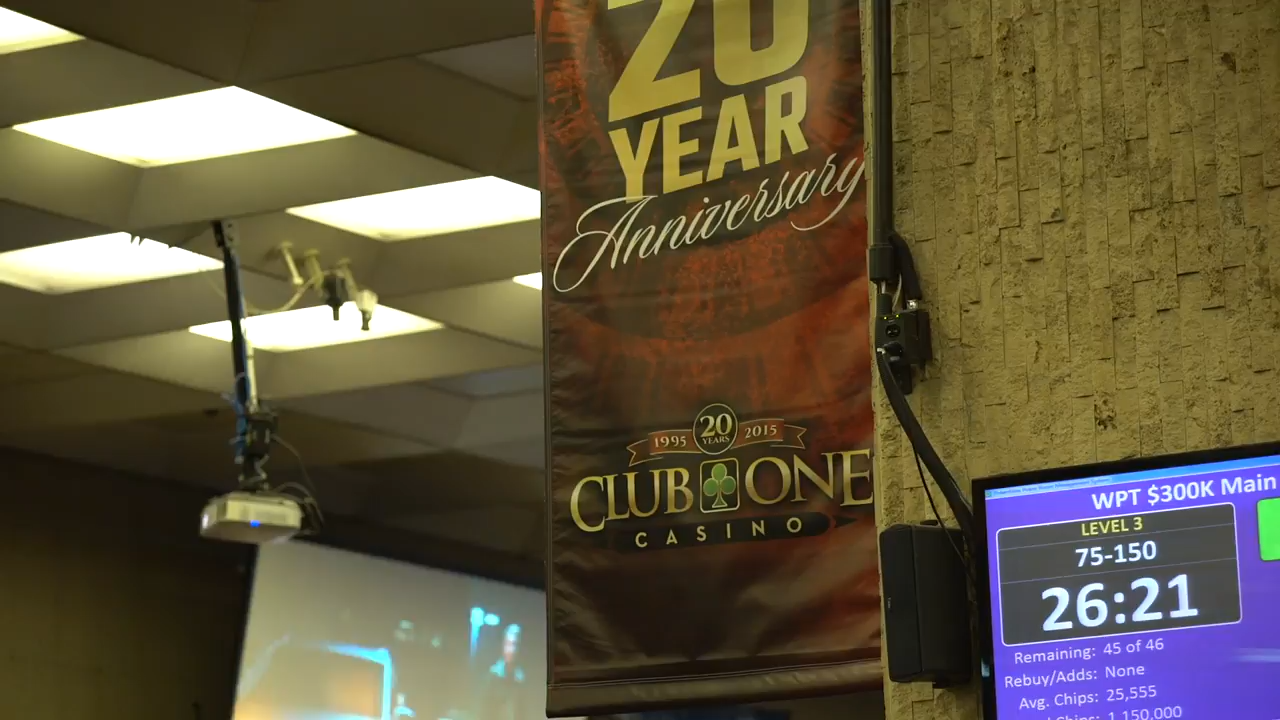 20
YEAR
Anniversary
1995 20 YEARS 2015
CLUB ONE
CASINO
WPT $300K Main
LEVEL 3
75-150
26:21
Remaining: 45 of 46
Rebuy/Adds: None
Avg. Chips: 25,555
Chips: 1,150,000